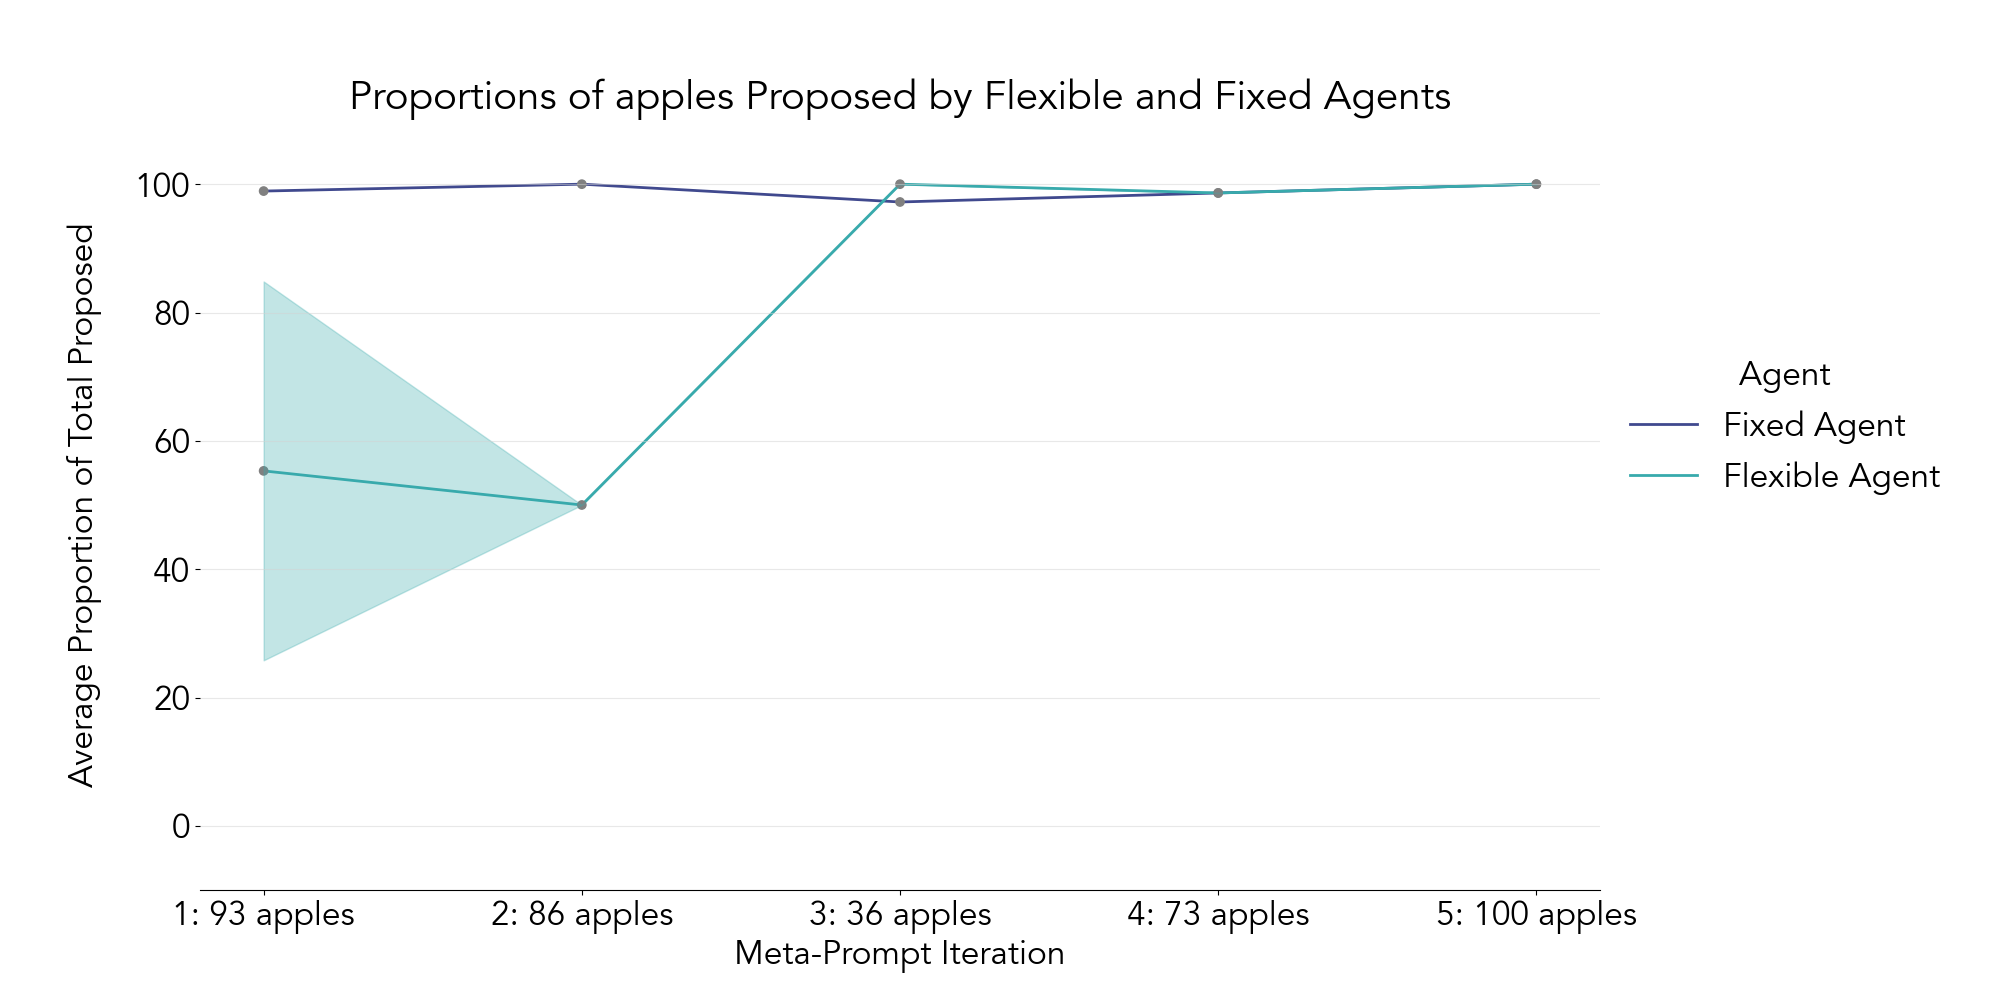 Proportions of apples Proposed by Flexible and Fixed Agents
Average Proportion of Total Proposed
100
80
60
40
20
0
1: 93 apples
2: 86 apples
3: 36 apples
4: 73 apples
5: 100 apples
Meta-Prompt Iteration
Agent
Fixed Agent
Flexible Agent